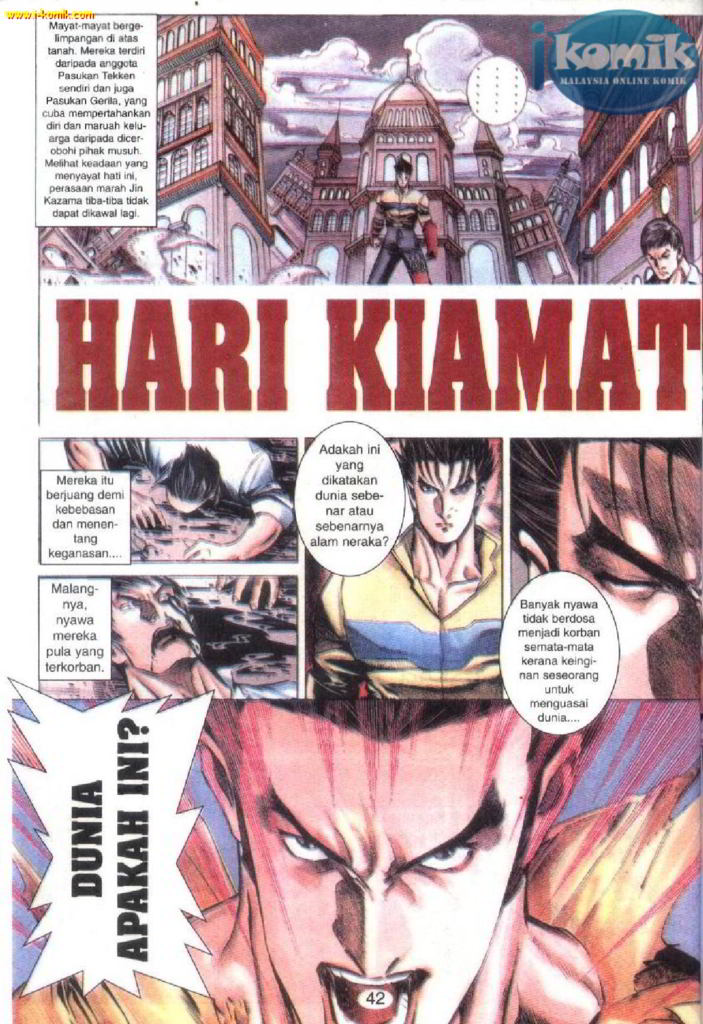 www.i-komik.com
Mayat-mayat berge-
limpangan di atas
tanah. Mereka terdiri
daripada anggota
Pasukan Tekken
sendiri dan juga
Pasukan Gerila, yang
cuba mempertahankan
diri dan maruah kelu-
arga daripada dicer-
obohi pihak musuh.
Melihat keadaan yang
menyayat hati ini,
perasaan marah Jin
Kazama tiba-tiba tidak
dapat dikawal lagi.
ikomik
MALAYSIA ONLINE KOMIK
HARI KIAMAT
Mereka itu
berjuang demi
kebebasan
dan menen-
tang
keganasan....
Malang-
nya,
nyawa
mereka
pula yang
terkorban.
Adakah ini
yang
dikatakan
dunia sebe-
nar atau
sebenarnya
alam neraka?
Banyak nyawa
tidak berdosa
menjadi korban
semata-mata
kerana keingi-
nan seseorang
untuk
menguasai
dunia....
DUNIA
APAKAH INI?
42